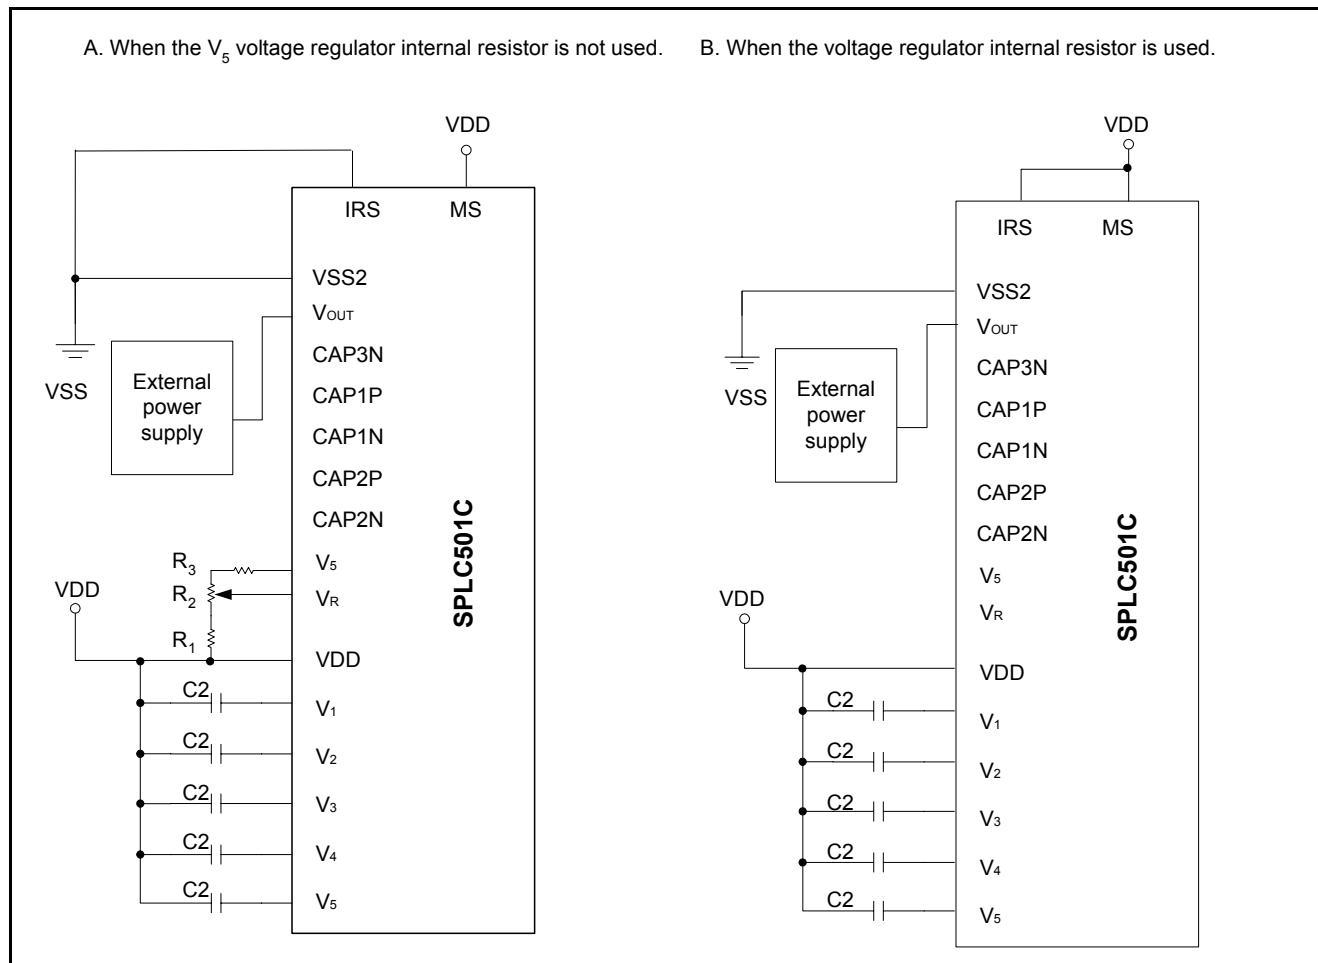 A. When the V5 voltage regulator internal resistor is not used.
B. When the voltage regulator internal resistor is used.
VDD
IRS
MS
VSS2
VOUT
CAP3N
CAP1P
CAP1N
CAP2P
CAP2N
V5
VR
VDD
V1
V2
V3
V4
V5
SPLC501C
VSS
External
power
supply
R3
R2
R1
VDD
C2
C2
C2
C2
C2
VDD
IRS
MS
VSS2
VOUT
CAP3N
CAP1P
CAP1N
CAP2P
CAP2N
V5
VR
VDD
V1
V2
V3
V4
V5
SPLC501C
VSS
External
power
supply
VDD
C2
C2
C2
C2
C2